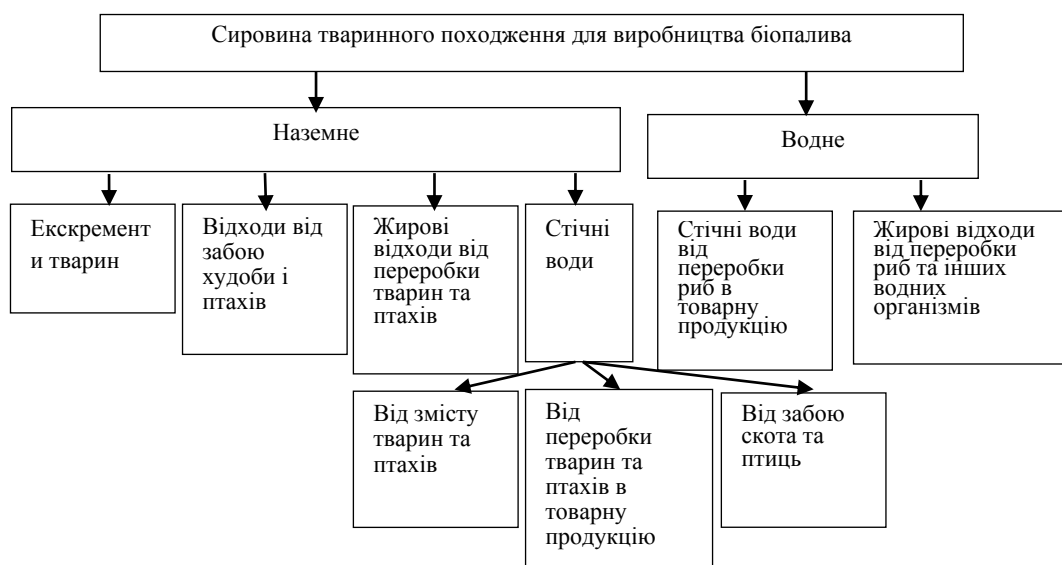 Сировина тваринного походження для виробництва біопалива
Наземне
Водне
Екскремент
и тварин
Відходи від
забою
худоби і
птахів
Жирові
відходи від
переробки
тварин та
птахів
Стічні
води
Стічні води
від
переробки
риб в
товарну
продукцію
Жирові відходи
від переробки
риб та інших
водних
організмів
Від змісту
тварин та
птахів
Від
переробки
тварин та
птахів в
товарну
продукцію
Від забою
скота та
птиць